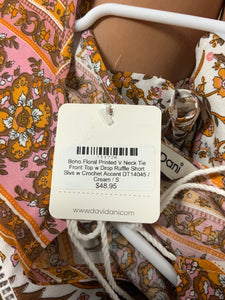 Boho Floral Printed V Neck Tie
Front Top w Drop Ruffle Short
Slvs w Crochet Accent DT14045 /
Cream / S
$48.95
www.davidani.com
Dani